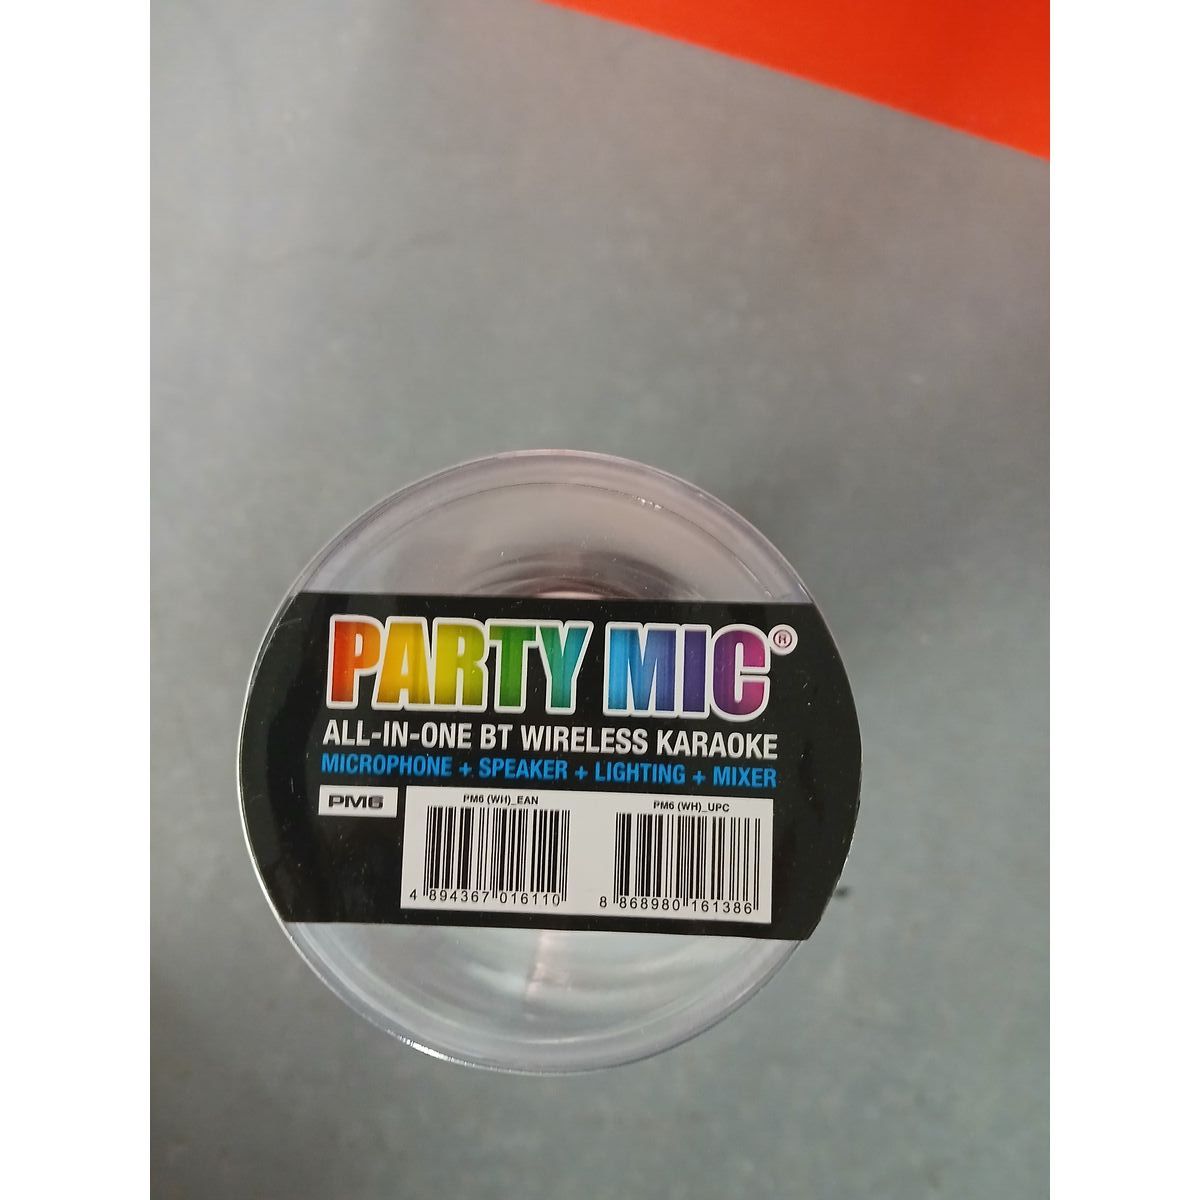 PARTY MIC®
ALL-IN-ONE BT WIRELESS KARAOKE
MICROPHONE + SPEAKER + LIGHTING + MIXER
PM6
PM6 (WH)_EAN
4 894367 016110
PM6 (WH)_UPC
8 868980 161386